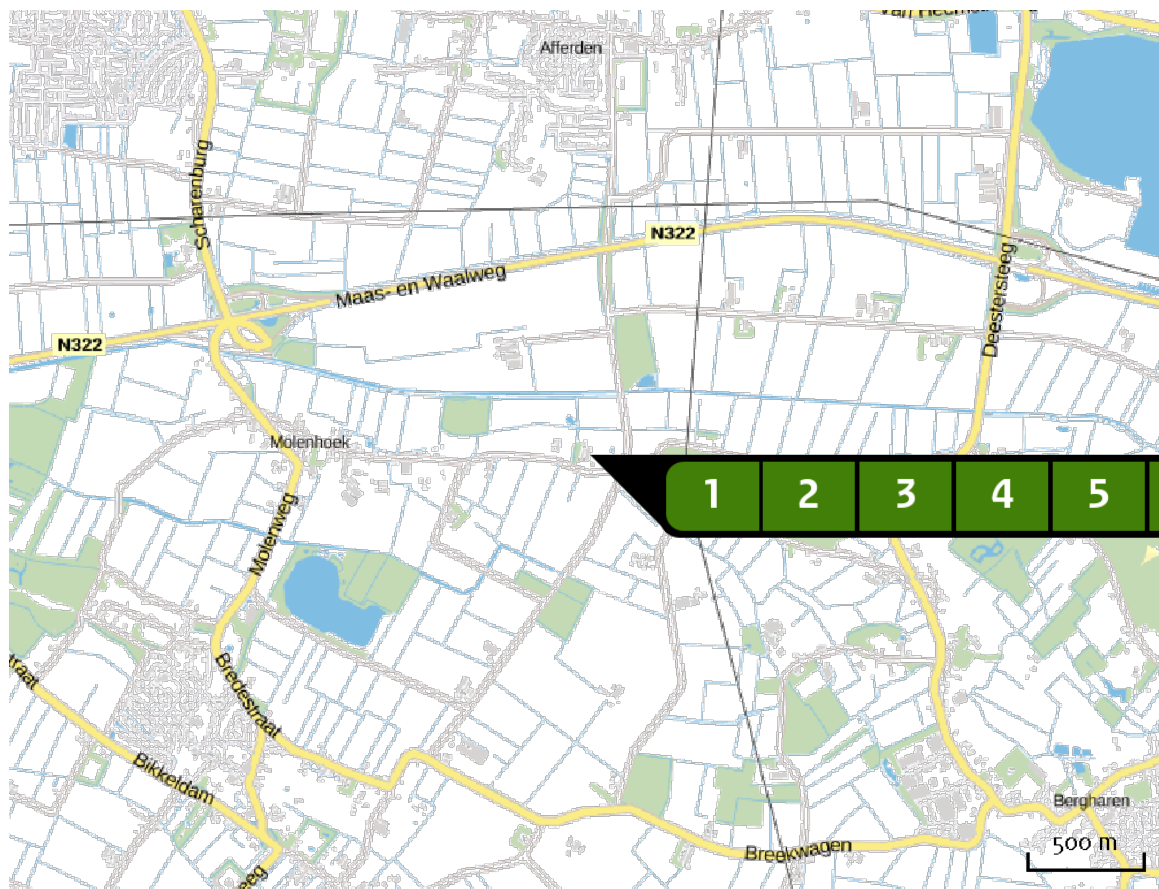 Afferden
Scharenburg
N322
Maas- en Waalweg
Deestersteeg
N322
Molenhoek
1 2 3 4 5
Molenweg
Bredestraat
Bikkeldam
Breekwagen
Bergharen
500 m